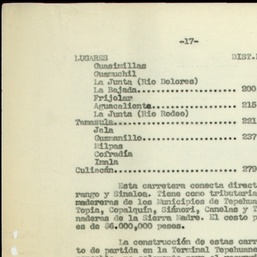 -17-
LUGARES DIST.
Guasimillas
Guamuchil
La Junta (Rio Dolores)
La Bajada.................... 200
Frijolar
Aguacaliente................. 215
La Junta (Rio Rodeo)
Tamazula..................... 221
Jala
Guzmanillo................... 237
Milpas
Cofradia
Imala
Culiacán..................... 279
Esta carretera conecta direct
rango y Sinaloa. Tiene como tributaria
madereras de los Municipios de Tepehuan
Topia, Copalquin, Siánori, Canelas y T
madereras de la Sierra Madre. El costo p
es de $6.000,000 pesos.
La construcción de estas carr
to de partida en la Terminal Tepehuane